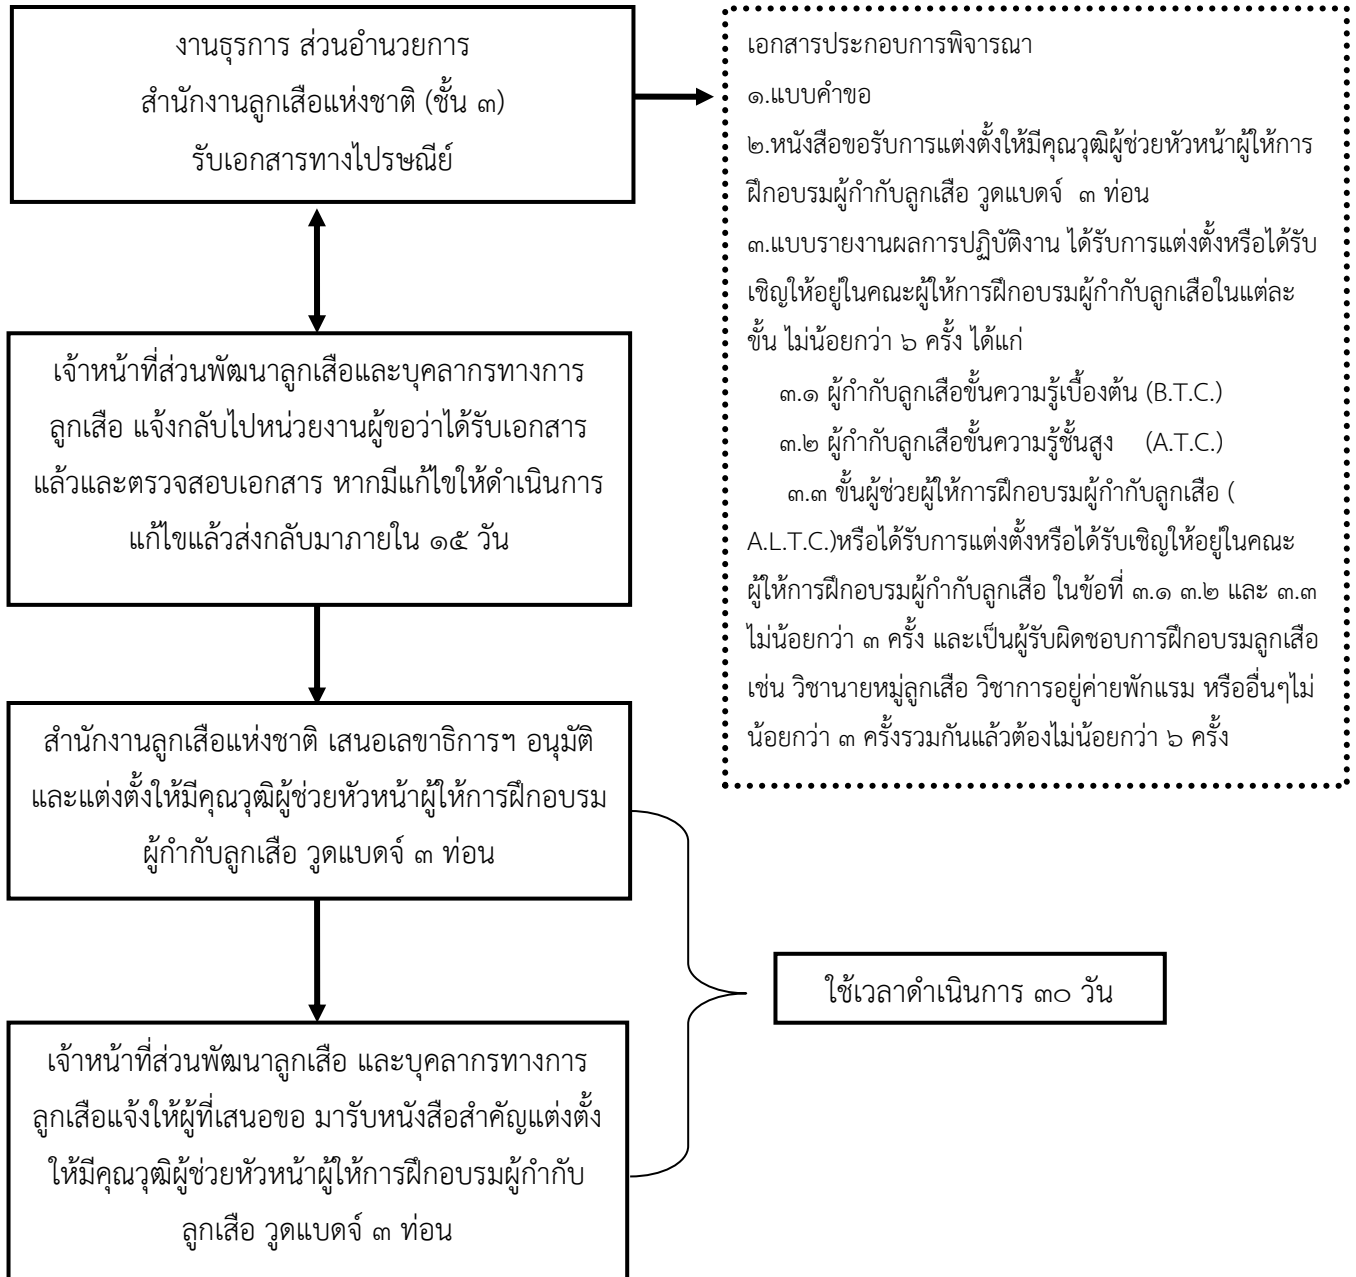 งานธุรการ ส่วนอำนวยการ
สำนักงานลูกเสือแห่งชาติ (ชั้น ๓)
รับเอกสารทางไปรษณีย์
เอกสารประกอบการพิจารณา
๑.แบบคำขอ
๒.หนังสือขอรับการแต่งตั้งให้มีคุณวุฒิผู้ช่วยหัวหน้าผู้ให้การ
ฝึกอบรมผู้กำกับลูกเสือ วูดแบดจ์ ๓ ท่อน
๓.แบบรายงานผลการปฏิบัติงาน ได้รับการแต่งตั้งหรือได้รับ
เชิญให้อยู่ในคณะผู้ให้การฝึกอบรมผู้กำกับลูกเสือในแต่ละ
ขั้น ไม่น้อยกว่า ๖ ครั้ง ได้แก่
๓.๑ ผู้กำกับลูกเสือขั้นความรู้เบื้องต้น (B.T.C.)
๓.๒ ผู้กำกับลูกเสือขั้นความรู้ชั้นสูง (A.T.C.)
๓.๓ ขั้นผู้ช่วยผู้ให้การฝึกอบรมผู้กำกับลูกเสือ (
A.L.T.C.)หรือได้รับการแต่งตั้งหรือได้รับเชิญให้อยู่ในคณะ
ผู้ให้การฝึกอบรมผู้กำกับลูกเสือ ในข้อที่ ๓.๑ ๓.๒ และ ๓.๓
ไม่น้อยกว่า ๓ ครั้ง และเป็นผู้รับผิดชอบการฝึกอบรมลูกเสือ
เช่น วิชานายหมู่ลูกเสือ วิชาการอยู่ค่ายพักแรม หรืออื่นๆไม่
น้อยกว่า ๓ ครั้งรวมกันแล้วต้องไม่น้อยกว่า ๖ ครั้ง
เจ้าหน้าที่ส่วนพัฒนาลูกเสือและบุคลากรทางการ
ลูกเสือ แจ้งกลับไปหน่วยงานผู้ขอว่าได้รับเอกสาร
แล้วและตรวจสอบเอกสาร หากมีแก้ไขให้ดำเนินการ
แก้ไขแล้วส่งกลับมาภายใน ๑๕ วัน
สำนักงานลูกเสือแห่งชาติ เสนอเลขาธิการฯ อนุมัติ
และแต่งตั้งให้มีคุณวุฒิผู้ช่วยหัวหน้าผู้ให้การฝึกอบรม
ผู้กำกับลูกเสือ วูดแบดจ์ ๓ ท่อน
ใช้เวลาดำเนินการ ๓๐ วัน
เจ้าหน้าที่ส่วนพัฒนาลูกเสือ และบุคลากรทางการ
ลูกเสือแจ้งให้ผู้ที่เสนอขอ มารับหนังสือสำคัญแต่งตั้ง
ให้มีคุณวุฒิผู้ช่วยหัวหน้าผู้ให้การฝึกอบรมผู้กำกับ
ลูกเสือ วูดแบดจ์ ๓ ท่อน